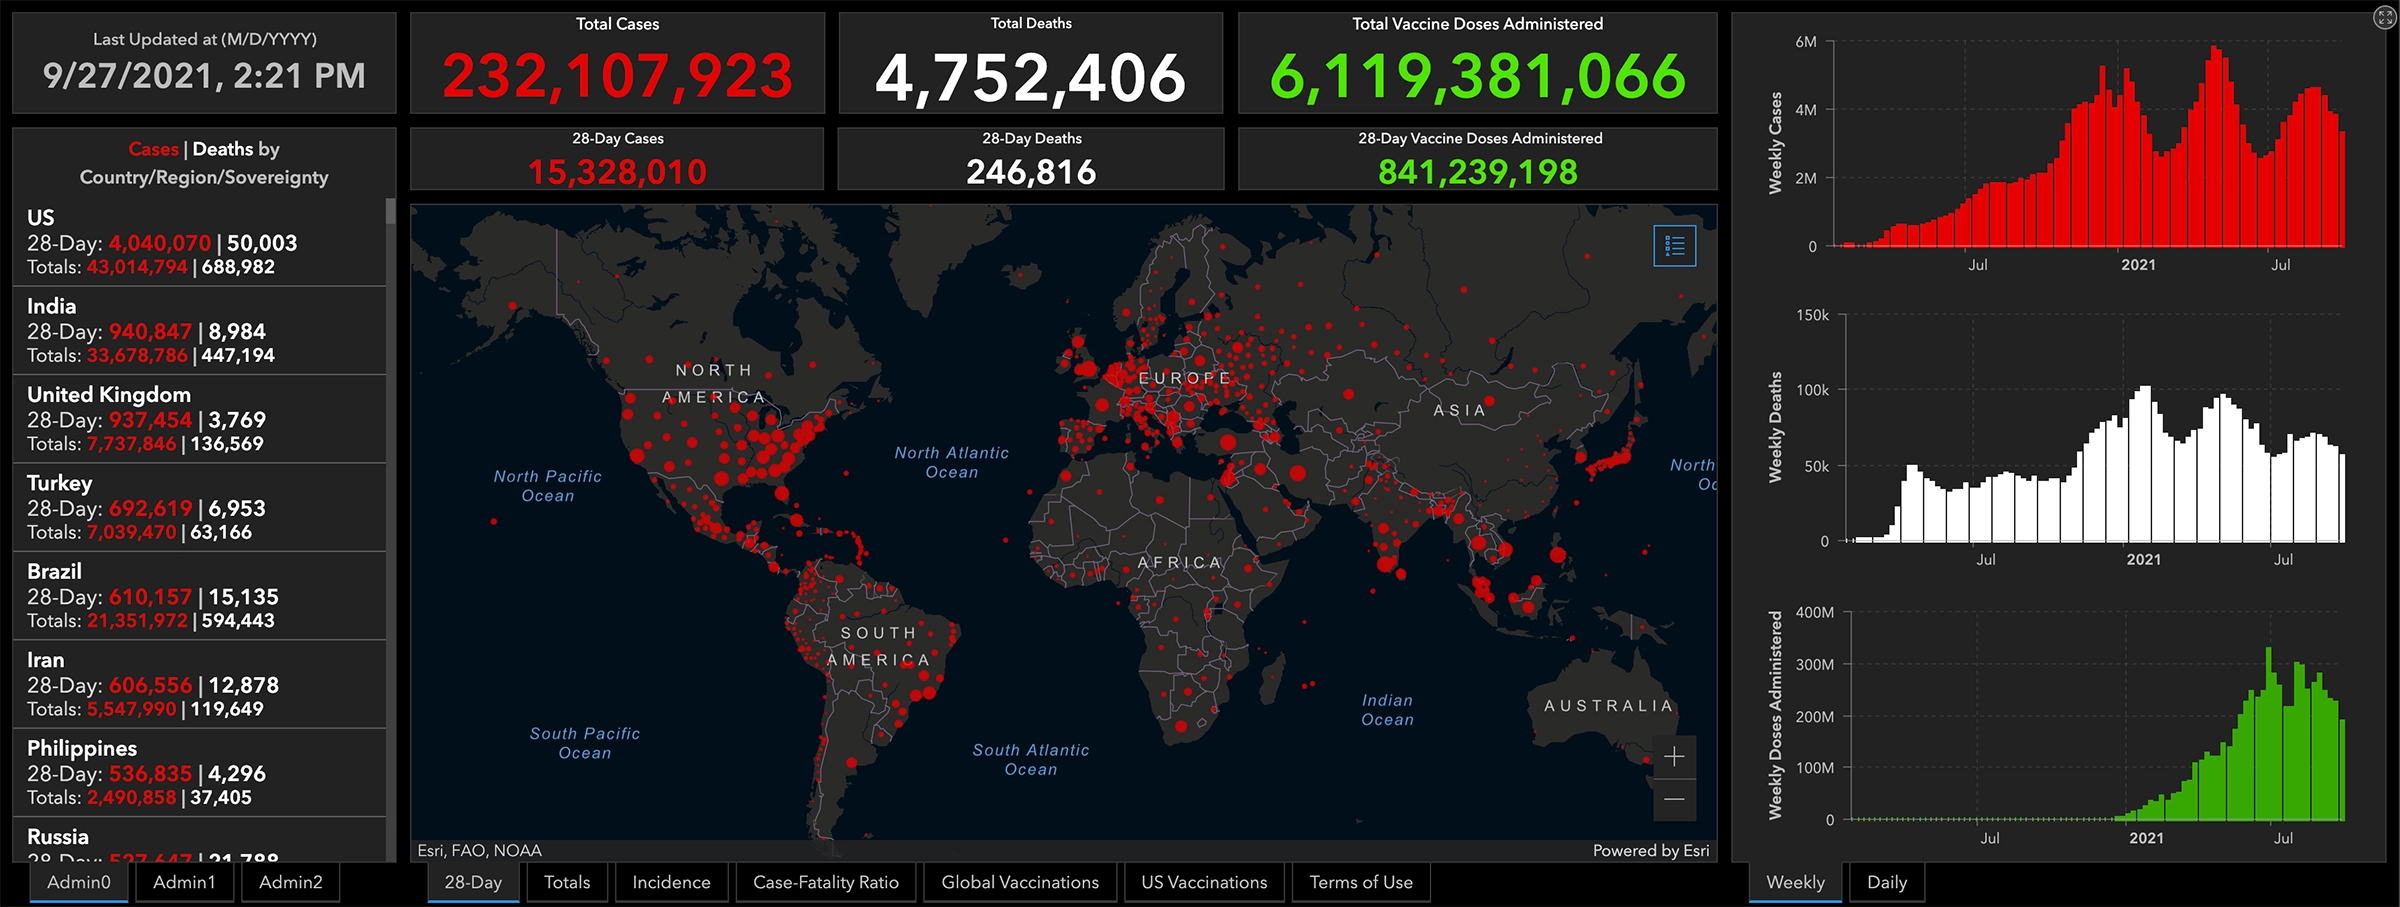 Last Updated at (M/D/YYYY)
9/27/2021, 2:21 PM
Cases | Deaths by
Country/Region/Sovereignty
US
28-Day: 4,040,070 | 50,003
Totals: 43,014,794 | 688,982
India
28-Day: 940,847 | 8,984
Totals: 33,678,786 | 447,194
United Kingdom
28-Day: 937,454 | 3,769
Totals: 7,737,846 | 136,569
Turkey
28-Day: 692,619 | 6,953
Totals: 7,039,470 | 63,166
Brazil
28-Day: 610,157 | 15,135
Totals: 21,351,972 | 594,443
Iran
28-Day: 606,556 | 12,878
Totals: 5,547,990 | 119,649
Philippines
28-Day: 536,835 | 4,296
Totals: 2,490,858 | 37,405
Russia
28-Day: 527,647 | 21,788
Admin0
Admin1
Admin2
Total Cases
232,107,923
Total Deaths
4,752,406
Total Vaccine Doses Administered
6,119,381,066
28-Day Cases
15,328,010
28-Day Deaths
246,816
28-Day Vaccine Doses Administered
841,239,198
NORTH
AMERICA
EUROPE
ASIA
North Pacific
Ocean
North Atlantic
Ocean
North
AFRICA
SOUTH
AMERICA
South Pacific
Ocean
South Atlantic
Ocean
Indian
Ocean
AUSTRALIA
+
−
Esri, FAO, NOAA
Powered by Esri
28-Day
Totals
Incidence
Case-Fatality Ratio
Global Vaccinations
US Vaccinations
Terms of Use
Weekly Cases
6M
4M
2M
0
Jul
2021
Jul
Weekly Deaths
150k
100k
50k
0
Jul
2021
Jul
Weekly Doses Administered
400M
300M
200M
100M
0
Jul
2021
Jul
Weekly
Daily